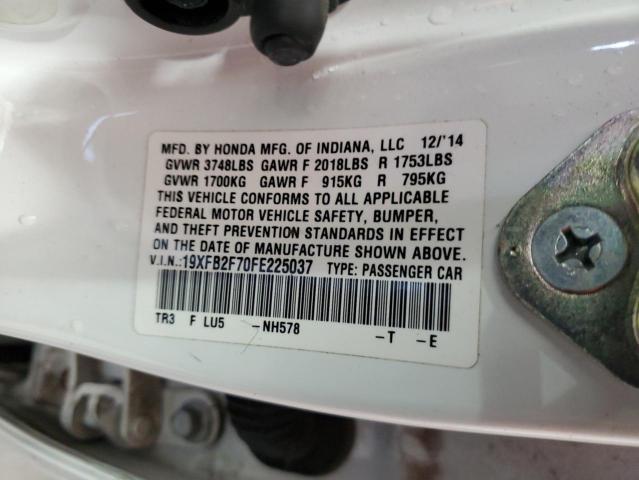 MFD. BY HONDA MFG. OF INDIANA, LLC 12/'14
GVWR 3748LBS GAWR F 2018LBS R 1753LBS
GVWR 1700KG GAWR F 915KG R 795KG
THIS VEHICLE CONFORMS TO ALL APPLICABLE
FEDERAL MOTOR VEHICLE SAFETY, BUMPER,
AND THEFT PREVENTION STANDARDS IN EFFECT
ON THE DATE OF MANUFACTURE SHOWN ABOVE.
V.I.N.:19XFB2F70FE225037 TYPE: PASSENGER CAR
TR3 F LU5 -NH578 -T -E